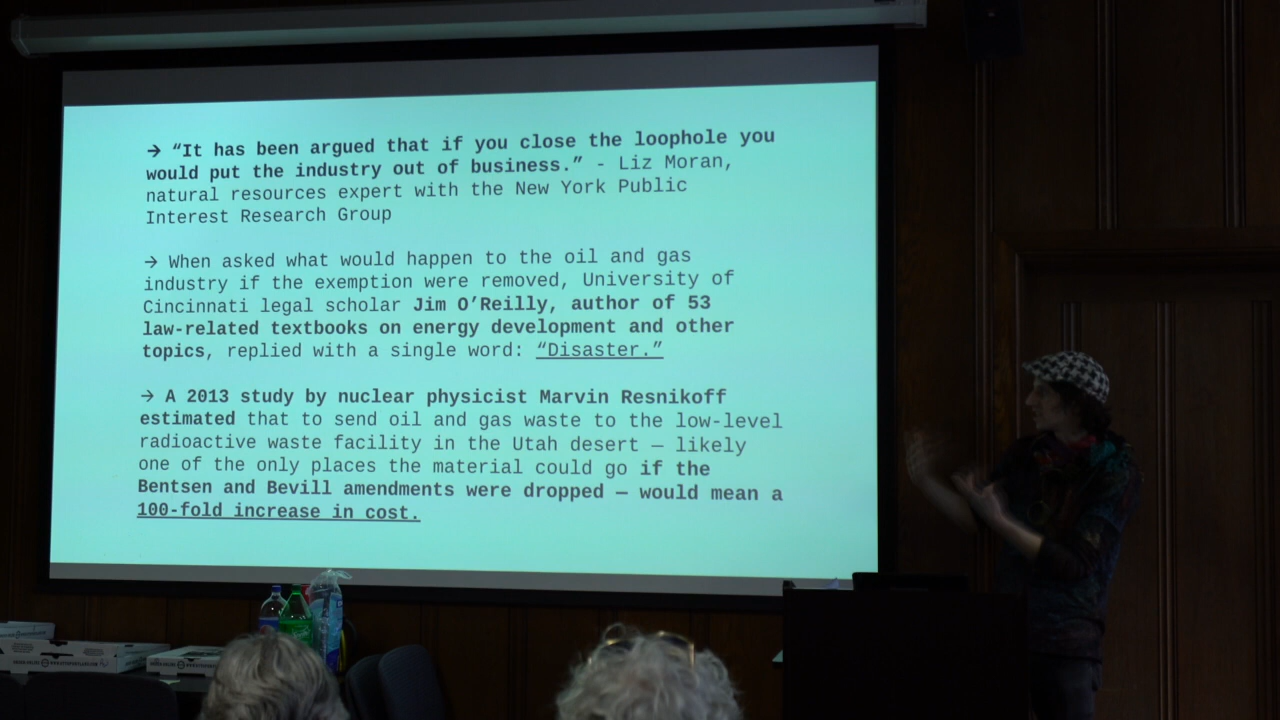 → “It has been argued that if you close the loophole you
would put the industry out of business.” - Liz Moran,
natural resources expert with the New York Public
Interest Research Group
→ When asked what would happen to the oil and gas
industry if the exemption were removed, University of
Cincinnati legal scholar Jim O’Reilly, author of 53
law-related textbooks on energy development and other
topics, replied with a single word: “Disaster.”
→ A 2013 study by nuclear physicist Marvin Resnikoff
estimated that to send oil and gas waste to the low-level
radioactive waste facility in the Utah desert — likely
one of the only places the material could go if the
Bentsen and Bevill amendments were dropped — would mean a
100-fold increase in cost.